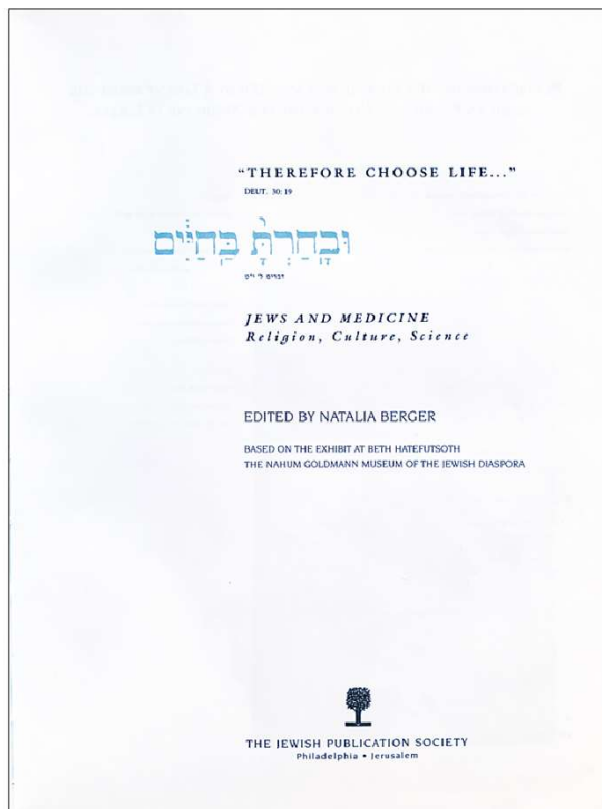 "THEREFORE CHOOSE LIFE..."
DEUT. 30:19
וּבָחַרְתָּ֙ בַּֽחַיִּ֔ים
דברים ל' י"ט
JEWS AND MEDICINE
Religion, Culture, Science
EDITED BY NATALIA BERGER
BASED ON THE EXHIBIT AT BETH HATEFUTSOTH
THE NAHUM GOLDMANN MUSEUM OF THE JEWISH DIASPORA
THE JEWISH PUBLICATION SOCIETY
Philadelphia • Jerusalem